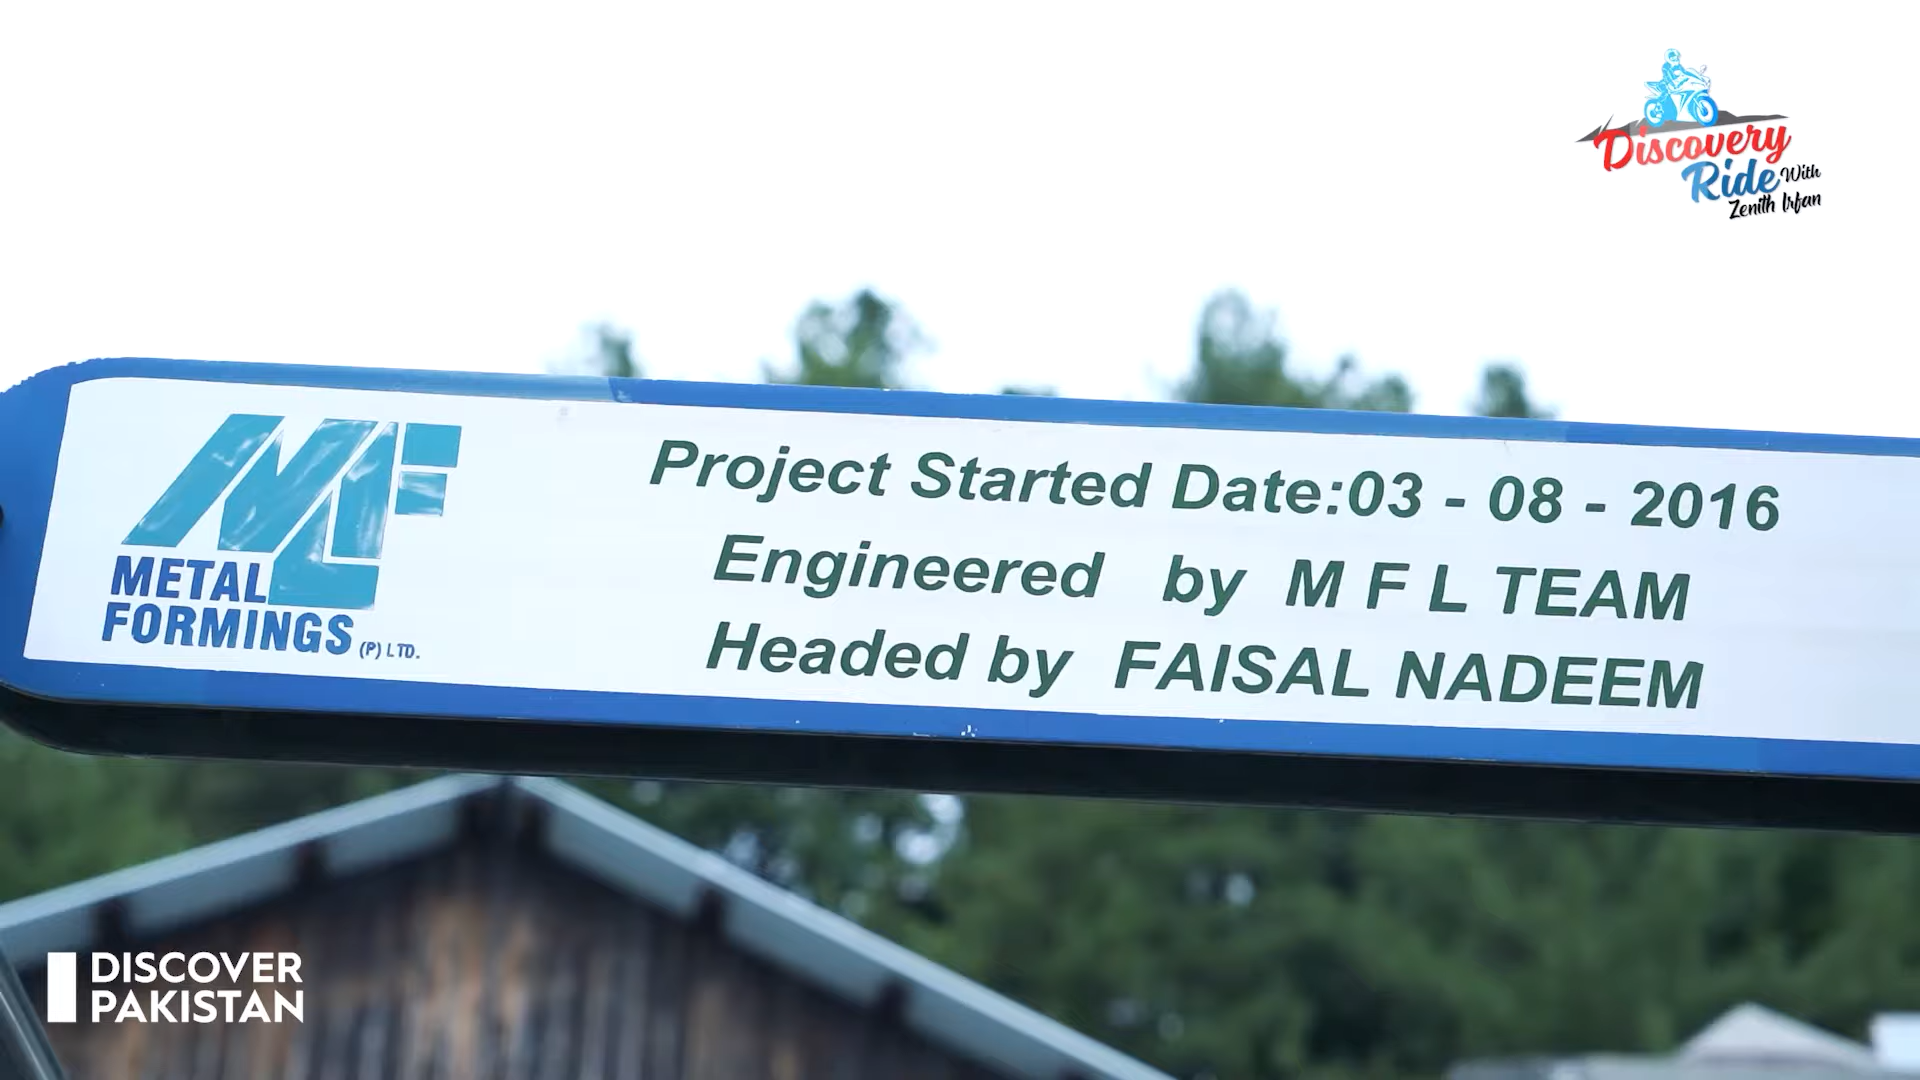 Discovery
Ride With
Zenith Irfan
MLF
METAL
FORMINGS (P) LTD.
Project Started Date:03 - 08 - 2016
Engineered by M F L TEAM
Headed by FAISAL NADEEM
DISCOVER
PAKISTAN